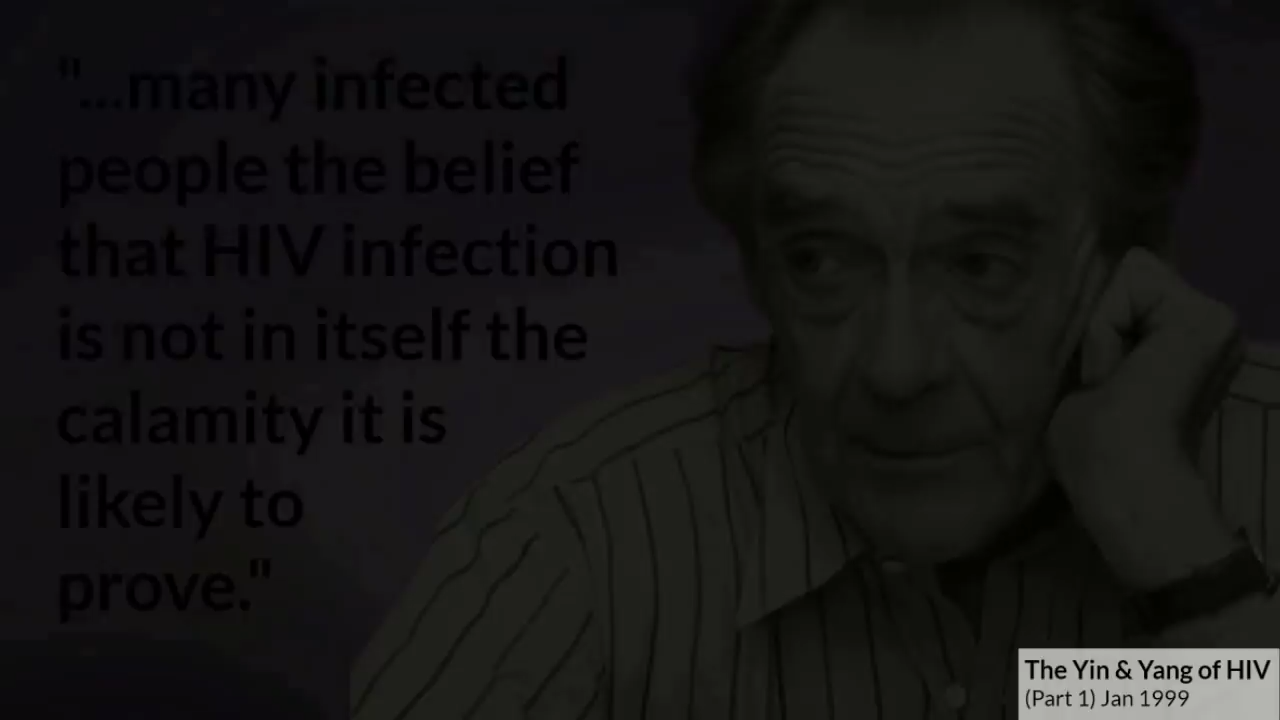 "...many infected
people the belief
that HIV infection
is not in itself the
calamity it is
likely to
prove."
The Yin & Yang of HIV
(Part 1) Jan 1999